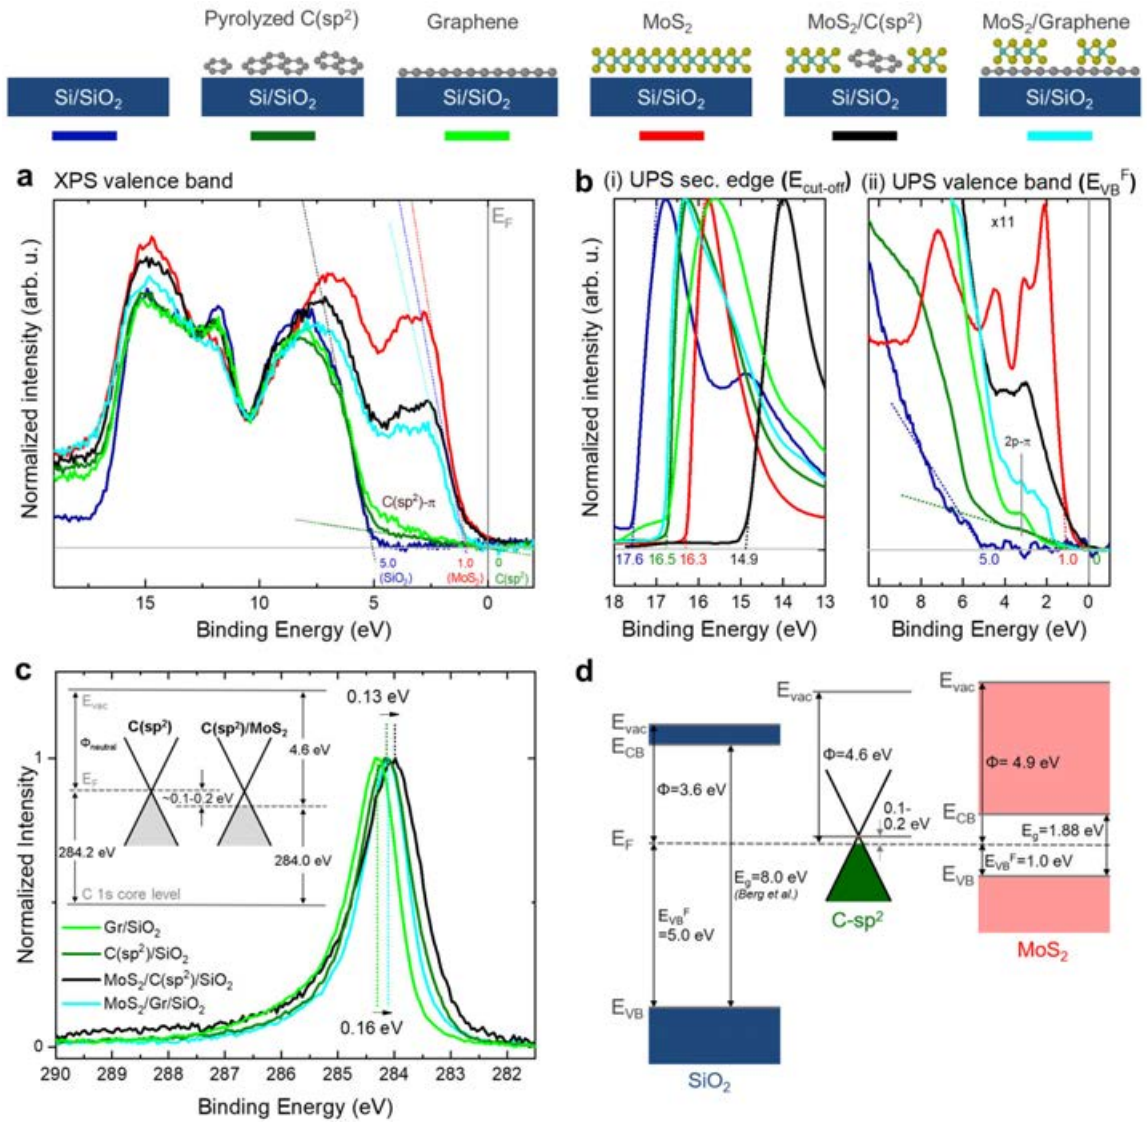 Pyrolyzed C(sp²)
Graphene
MoS₂
MoS₂/C(sp²)
MoS₂/Graphene
Si/SiO₂
Si/SiO₂
Si/SiO₂
Si/SiO₂
Si/SiO₂
Si/SiO₂
a XPS valence band
E_F
Normalized intensity (arb. u.)
C(sp²)-π
5.0
(SiO₂)
1.0
(MoS₂)
0
C(sp²)
15 10 5 0
Binding Energy (eV)
b (i) UPS sec. edge (E_cut-off)
Normalized intensity (arb. u.)
17.6 16.5 16.3 14.9
18 17 16 15 14 13
Binding Energy (eV)
(ii) UPS valence band (E_VB^F)
x11
2p-π
5.0 1.0 0
10 8 6 4 2 0
Binding Energy (eV)
c
Normalized Intensity
1
0
0.13 eV
E_vac
C(sp²)
C(sp²)/MoS₂
Φ_neutral
4.6 eV
E_F
~0.1-0.2 eV
284.2 eV
284.0 eV
C 1s core level
Gr/SiO₂
C(sp²)/SiO₂
MoS₂/C(sp²)/SiO₂
MoS₂/Gr/SiO₂
0.16 eV
290 289 288 287 286 285 284 283 282
Binding Energy (eV)
d
E_vac
E_CB
Φ=3.6 eV
E_F
E_g=8.0 eV
(Berg et al.)
E_VB^F
=5.0 eV
E_VB
SiO₂
E_vac
Φ=4.6 eV
0.1-
0.2 eV
C-sp²
E_vac
Φ= 4.9 eV
E_CB
E_g=1.88 eV
E_VB^F=1.0 eV
E_VB
MoS₂